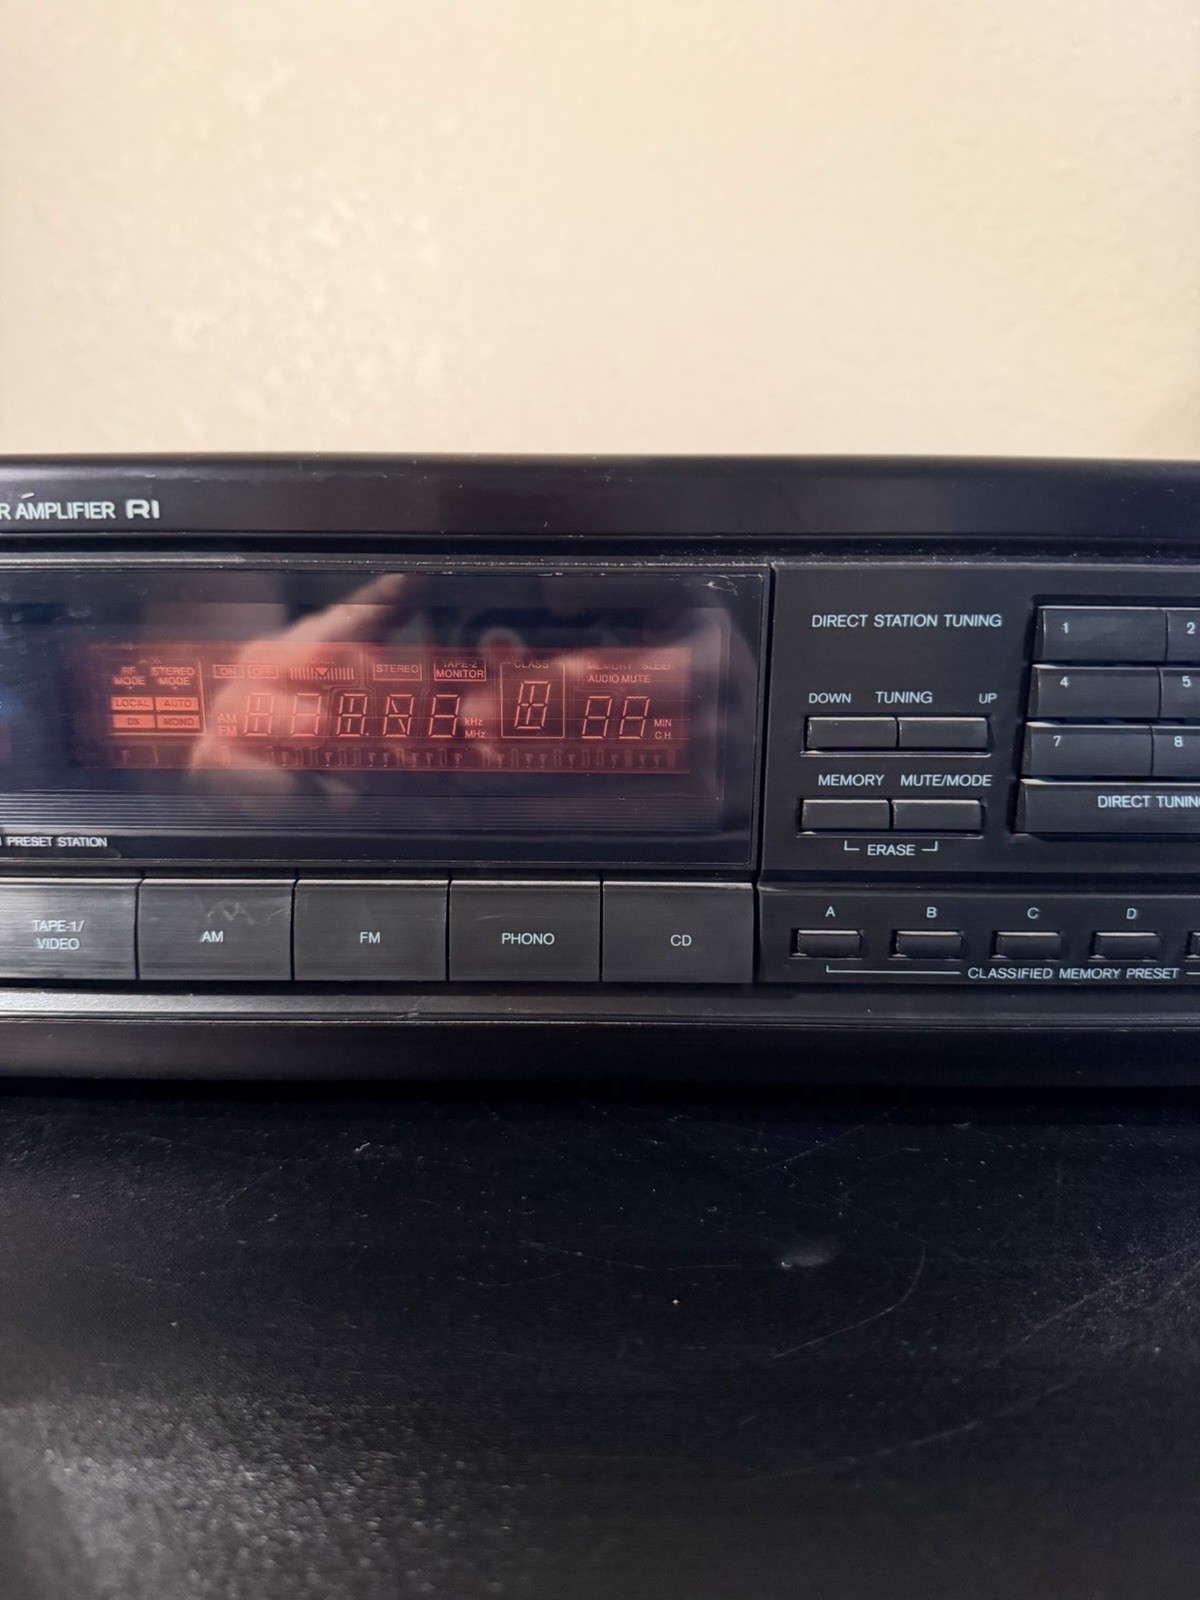 R AMPLIFIER RI
DIRECT STATION TUNING
1 2
RF MODE STEREO MODE
ON OFF
STEREO
TAPE-2 MONITOR
CLASS
MEMORY SLEEP
AUDIO MUTE
4 5
LOCAL AUTO
DX MONO
AM
FM
kHz
MHz
MIN
CH
DOWN TUNING UP
7 8
MEMORY MUTE/MODE
DIRECT TUNING
ERASE
PRESET STATION
TAPE-1/
VIDEO
AM
FM
PHONO
CD
A B C D
CLASSIFIED MEMORY PRESET